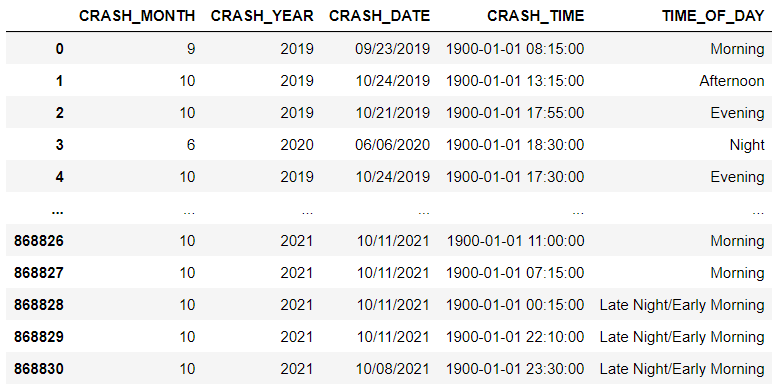 CRASH_MONTH CRASH_YEAR CRASH_DATE CRASH_TIME TIME_OF_DAY
0 9 2019 09/23/2019 1900-01-01 08:15:00 Morning
1 10 2019 10/24/2019 1900-01-01 13:15:00 Afternoon
2 10 2019 10/21/2019 1900-01-01 17:55:00 Evening
3 6 2020 06/06/2020 1900-01-01 18:30:00 Night
4 10 2019 10/24/2019 1900-01-01 17:30:00 Evening
... ... ... ... ... ...
868826 10 2021 10/11/2021 1900-01-01 11:00:00 Morning
868827 10 2021 10/11/2021 1900-01-01 07:15:00 Morning
868828 10 2021 10/11/2021 1900-01-01 00:15:00 Late Night/Early Morning
868829 10 2021 10/11/2021 1900-01-01 22:10:00 Late Night/Early Morning
868830 10 2021 10/08/2021 1900-01-01 23:30:00 Late Night/Early Morning